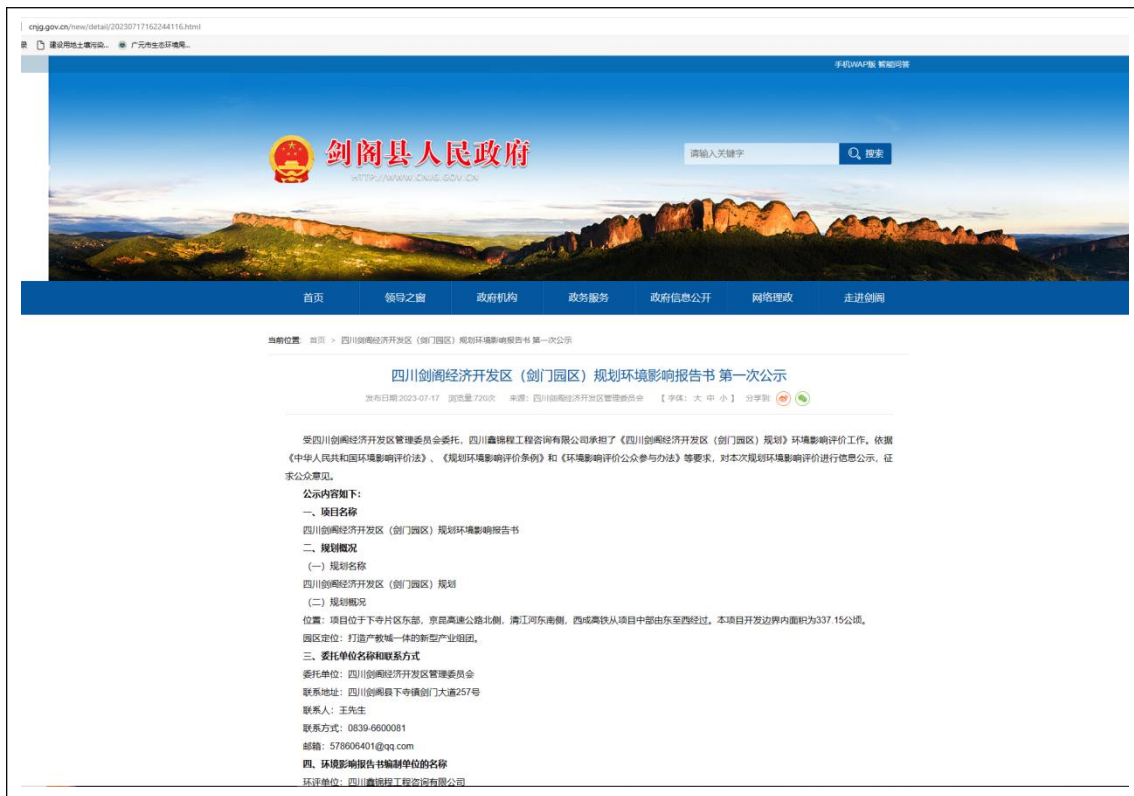 cnjg.gov.cn/new/detail/20230717162244116.html
建设用地土壤污染... 广元市生态环境局...
手机WAP版 智能问答
剑阁县人民政府
HTTP://WWW.CNJG.GOV.CN
请输入关键字 搜索
首页 领导之窗 政府机构 政务服务 政府信息公开 网络理政 走进剑阁
当前位置 首页 > 四川剑阁经济开发区（剑门园区）规划环境影响报告书 第一次公示
四川剑阁经济开发区（剑门园区）规划环境影响报告书 第一次公示
发布日期:2023-07-17 浏览量:720次 来源：四川剑阁经济开发区管理委员会 【 字体： 大 中 小 】 分享到
受四川剑阁经济开发区管理委员会委托，四川鑫锦程工程咨询有限公司承担了《四川剑阁经济开发区（剑门园区）规划》环境影响评价工作。依据
《中华人民共和国环境影响评价法》、《规划环境影响评价条例》和《环境影响评价公众参与办法》等要求，对本次规划环境影响评价进行信息公示，征
求公众意见。
公示内容如下：
一、项目名称
四川剑阁经济开发区（剑门园区）规划环境影响报告书
二、规划概况
（一）规划名称
四川剑阁经济开发区（剑门园区）规划
（二）规划概况
位置：项目位于下寺片区东部，京昆高速公路北侧，清江河东南侧，西成高铁从项目中部由东至西经过。本项目开发边界内面积为337.15公顷。
园区定位：打造产教城一体的新型产业组团。
三、委托单位名称和联系方式
委托单位：四川剑阁经济开发区管理委员会
联系地址：四川剑阁县下寺镇剑门大道257号
联系人：王先生
联系方式：0839-6600081
邮箱：578606401@qq.com
四、环境影响报告书编制单位的名称
环评单位：四川鑫锦程工程咨询有限公司